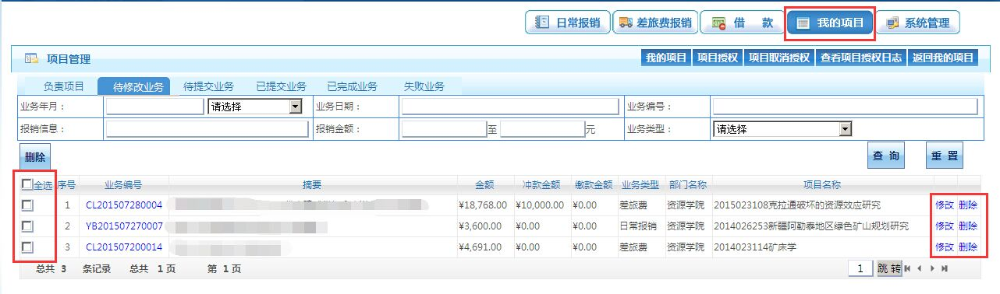 日常报销 差旅费报销 借 款 我的项目 系统管理
项目管理 我的项目 项目授权 项目取消授权 查看项目授权日志 返回我的项目
负责项目 待修改业务 待提交业务 已提交业务 已完成业务 失败业务
业务年月： 请选择 业务日期： 业务编号：
报销信息： 报销金额： 至 元 业务类型： 请选择
删除 查 询 重 置
全选 序号 业务编号 摘要 金额 冲款金额 缴款金额 业务类型 部门名称 项目名称
1 CL201507280004 ¥18,768.00 ¥10,000.00 ¥0.00 差旅费 资源学院 2015023108克拉通破坏的资源效应研究 修改 删除
2 YB201507270007 ¥3,600.00 ¥0.00 ¥0.00 日常报销 资源学院 2014026253新疆阿勒泰地区绿色矿山规划研究 修改 删除
3 CL201507200014 ¥4,691.00 ¥0.00 ¥0.00 差旅费 资源学院 2014023114矿床学 修改 删除
总共 3 条记录 总共 1 页 第 1 页 1 跳 转